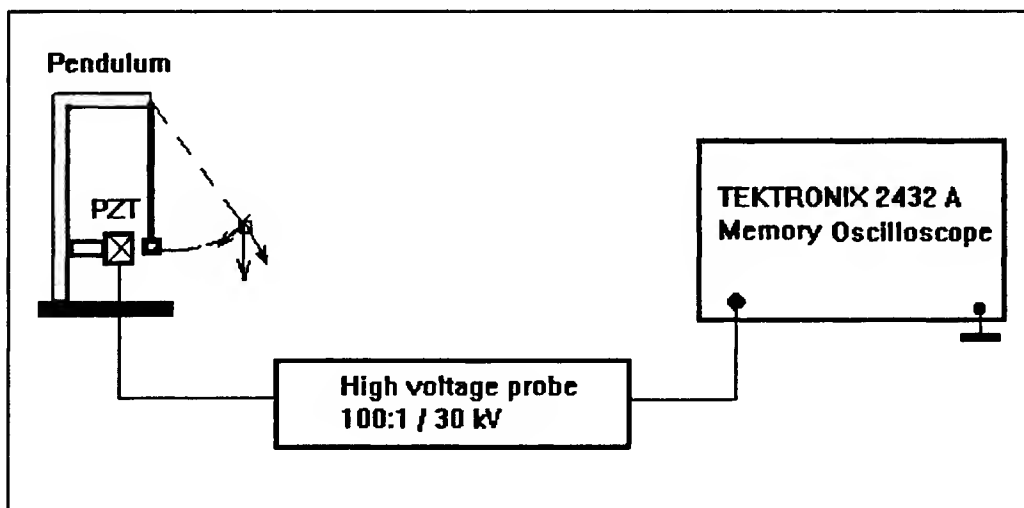 Pendulum
PZT
TEKTRONIX 2432 A
Memory Oscilloscope
High voltage probe
100:1 / 30 kV